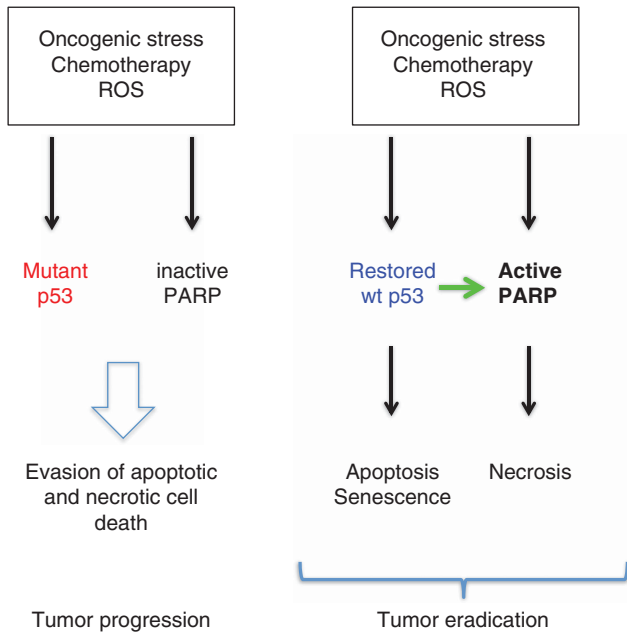 Oncogenic stress
Chemotherapy
ROS
Mutant
p53
inactive
PARP
Evasion of apoptotic
and necrotic cell
death
Tumor progression
Oncogenic stress
Chemotherapy
ROS
Restored
wt p53
Active
PARP
Apoptosis
Senescence
Necrosis
Tumor eradication